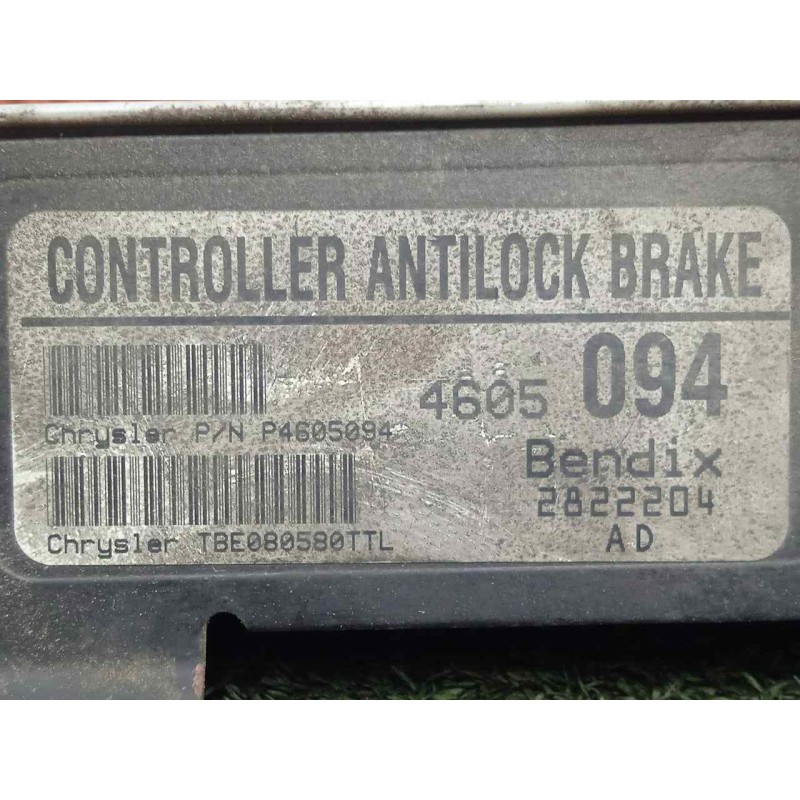 CONTROLLER ANTILOCK BRAKE
4605 094
Chrysler P/N P4605094
Bendix
2822204
Chrysler TBE080580TTL
AD